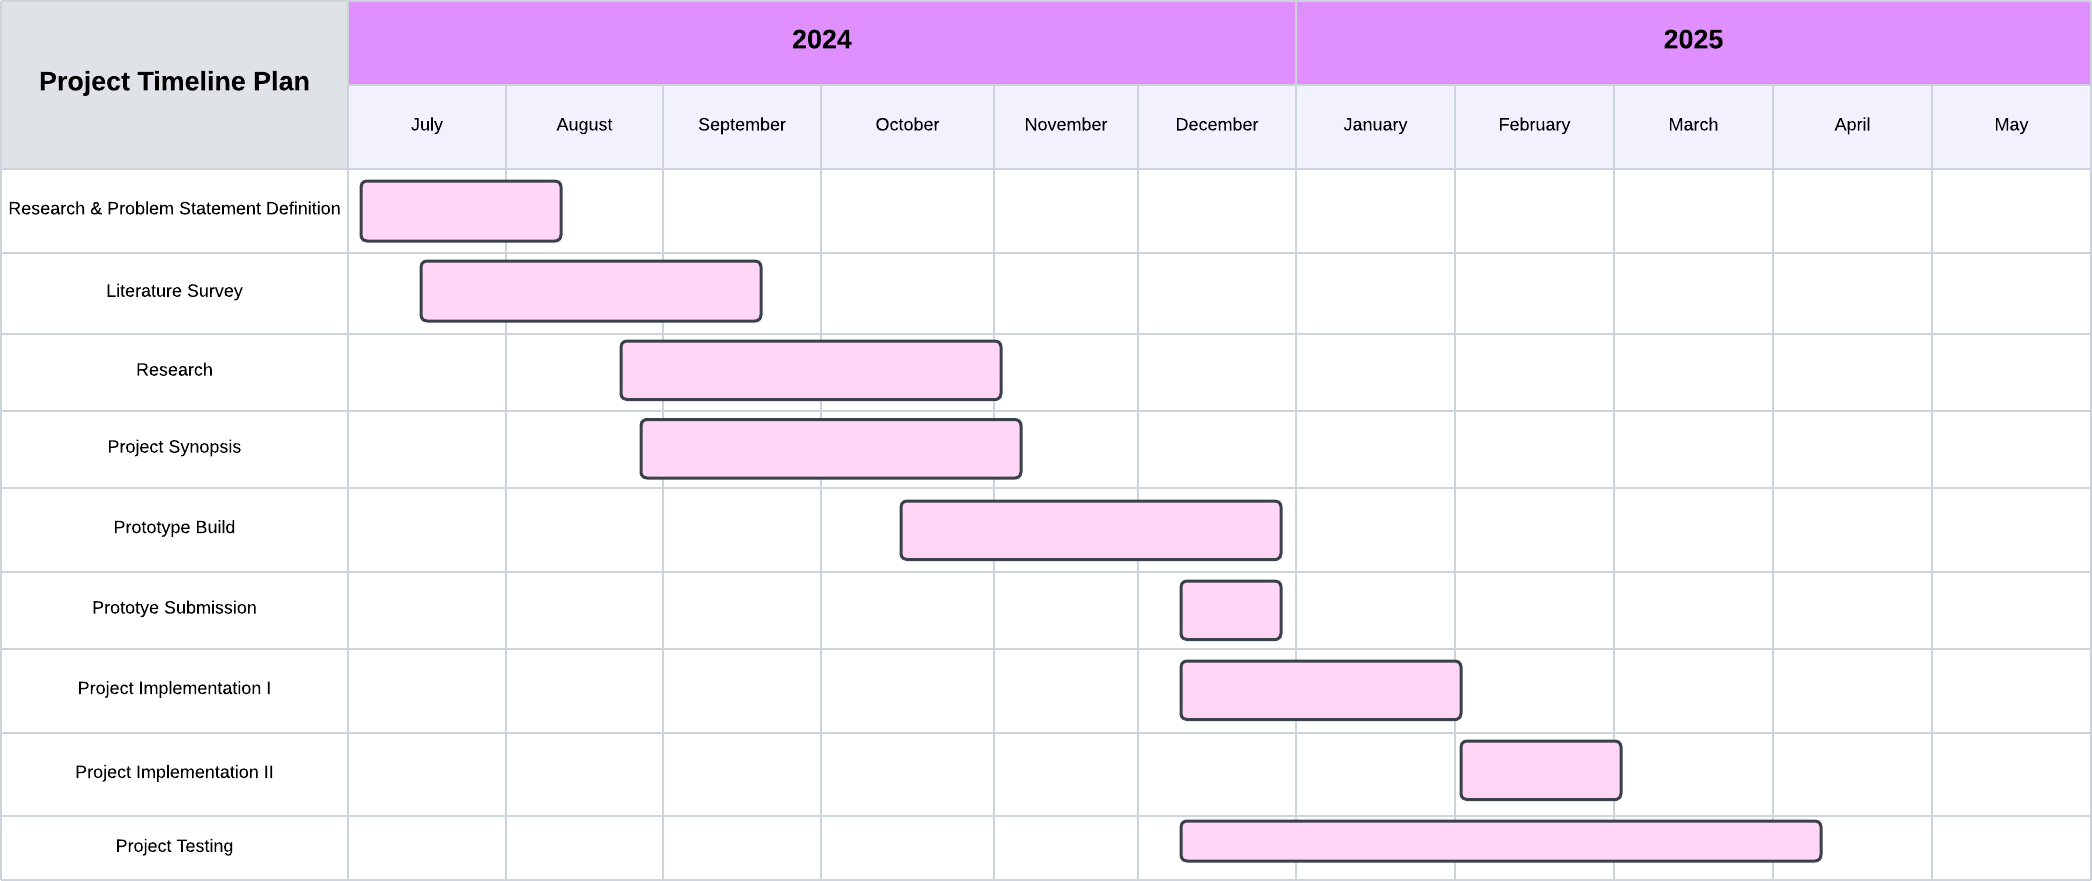 Project Timeline Plan
2024
2025
July
August
September
October
November
December
January
February
March
April
May
Research & Problem Statement Definition
Literature Survey
Research
Project Synopsis
Prototype Build
Prototye Submission
Project Implementation I
Project Implementation II
Project Testing